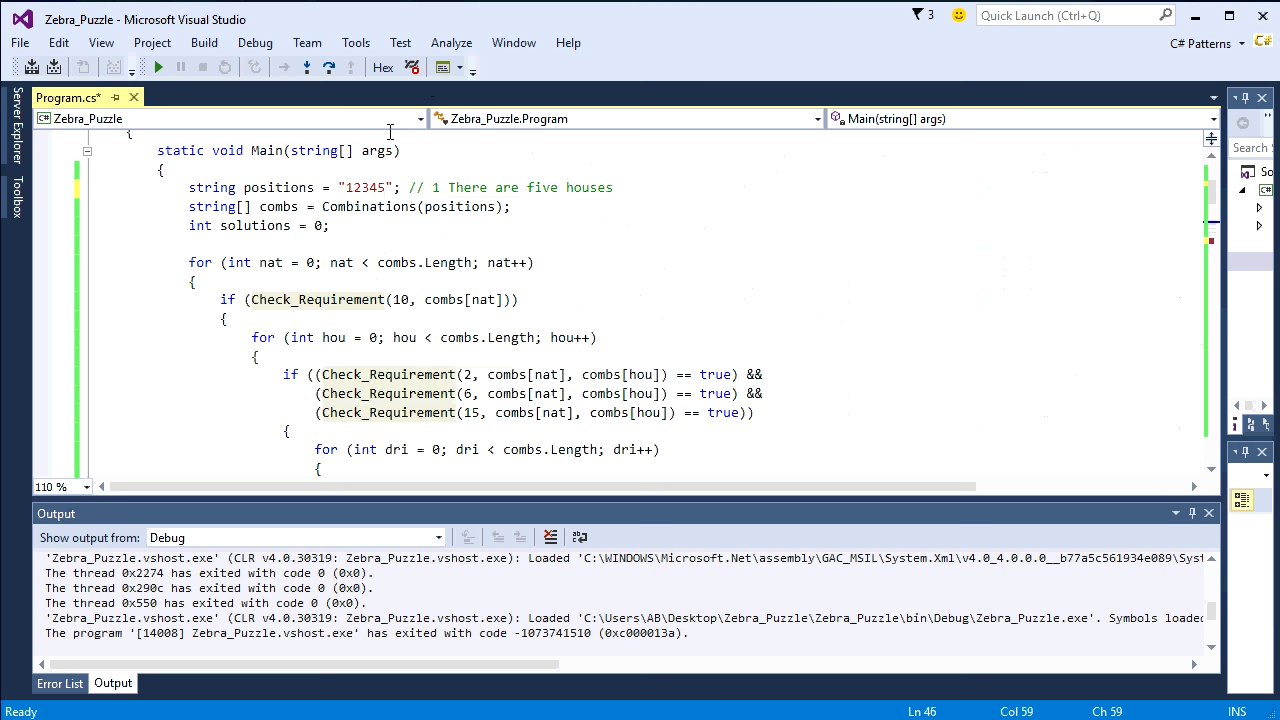 Zebra_Puzzle - Microsoft Visual Studio
3
Quick Launch (Ctrl+Q)
File Edit View Project Build Debug Team Tools Test Analyze Window Help
C# Patterns
Hex
Server Explorer
Toolbox
Program.cs*
Zebra_Puzzle
Zebra_Puzzle.Program
Main(string[] args)
{
static void Main(string[] args)
{
string positions = "12345"; // 1 There are five houses
string[] combs = Combinations(positions);
int solutions = 0;
for (int nat = 0; nat < combs.Length; nat++)
{
if (Check_Requirement(10, combs[nat]))
{
for (int hou = 0; hou < combs.Length; hou++)
{
if ((Check_Requirement(2, combs[nat], combs[hou]) == true) &&
(Check_Requirement(6, combs[nat], combs[hou]) == true) &&
(Check_Requirement(15, combs[nat], combs[hou]) == true))
{
for (int dri = 0; dri < combs.Length; dri++)
{
110 %
Search
So
Output
Show output from: Debug
'Zebra_Puzzle.vshost.exe' (CLR v4.0.30319: Zebra_Puzzle.vshost.exe): Loaded 'C:\WINDOWS\Microsoft.Net\assembly\GAC_MSIL\System.Xml\v4.0_4.0.0.0__b77a5c561934e089\Syst
The thread 0x2274 has exited with code 0 (0x0).
The thread 0x290c has exited with code 0 (0x0).
The thread 0x550 has exited with code 0 (0x0).
'Zebra_Puzzle.vshost.exe' (CLR v4.0.30319: Zebra_Puzzle.vshost.exe): Loaded 'C:\Users\AB\Desktop\Zebra_Puzzle\Zebra_Puzzle\bin\Debug\Zebra_Puzzle.exe'. Symbols loaded
The program '[14008] Zebra_Puzzle.vshost.exe' has exited with code -1073741510 (0xc000013a).
Error List Output
Ready
Ln 46 Col 59 Ch 59 INS